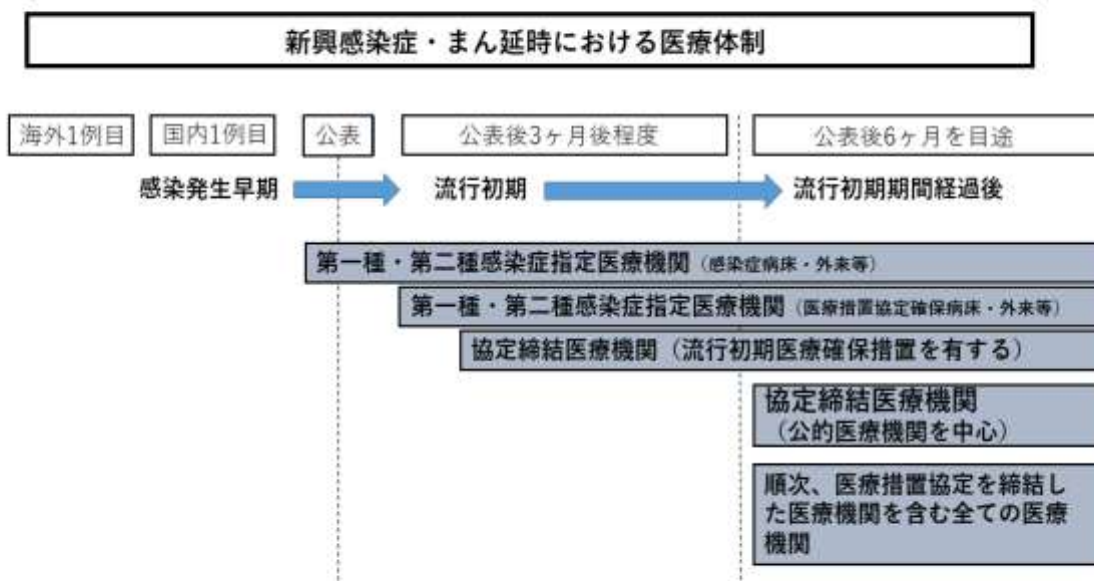 新興感染症・まん延時における医療体制
海外1例目
国内1例目
公表
公表後3ヶ月後程度
公表後6ヶ月を目途
感染発生早期
流行初期
流行初期期間経過後
第一種・第二種感染症指定医療機関(感染症病床・外来等)
第一種・第二種感染症指定医療機関(医療措置協定確保病床・外来等)
協定締結医療機関(流行初期医療確保措置を有する)
協定締結医療機関
(公的医療機関を中心)
順次、医療措置協定を締結し
た医療機関を含む全ての医療
機関